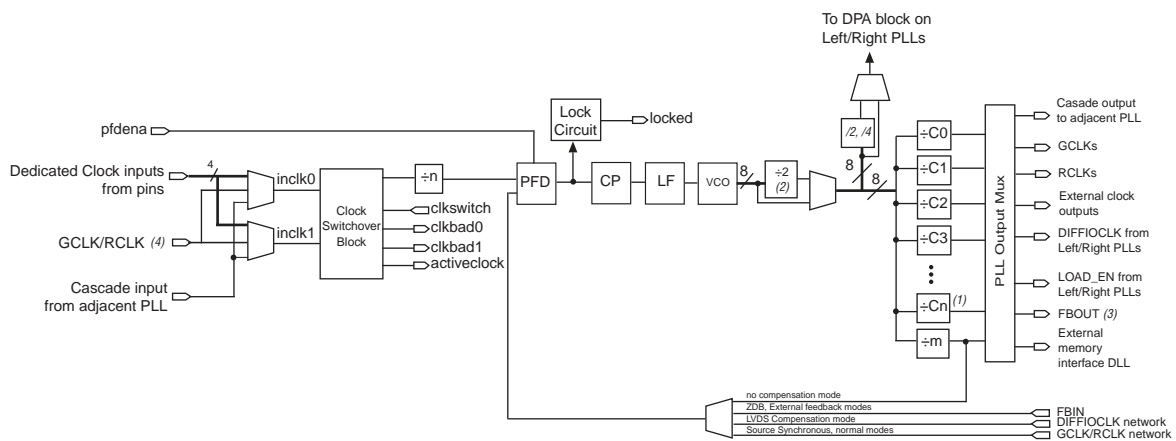 To DPA block on
Left/Right PLLs
pfdena
Lock
Circuit
locked
/2, /4
Casade output
to adjacent PLL
Dedicated Clock inputs
from pins
4
inclk0
÷n
PFD
CP
LF
VCO
8
÷2
(2)
8
8
÷C0
÷C1
÷C2
÷C3
÷Cn
(1)
÷m
PLL Output Mux
GCLKs
RCLKs
External clock
outputs
DIFFIOCLK from
Left/Right PLLs
LOAD_EN from
Left/Right PLLs
FBOUT (3)
External
memory
interface DLL
GCLK/RCLK (4)
inclk1
Clock
Switchover
Block
clkswitch
clkbad0
clkbad1
activeclock
Cascade input
from adjacent PLL
no compensation mode
ZDB, External feedback modes
LVDS Compensation mode
Source Synchronous, normal modes
FBIN
DIFFIOCLK network
GCLK/RCLK network